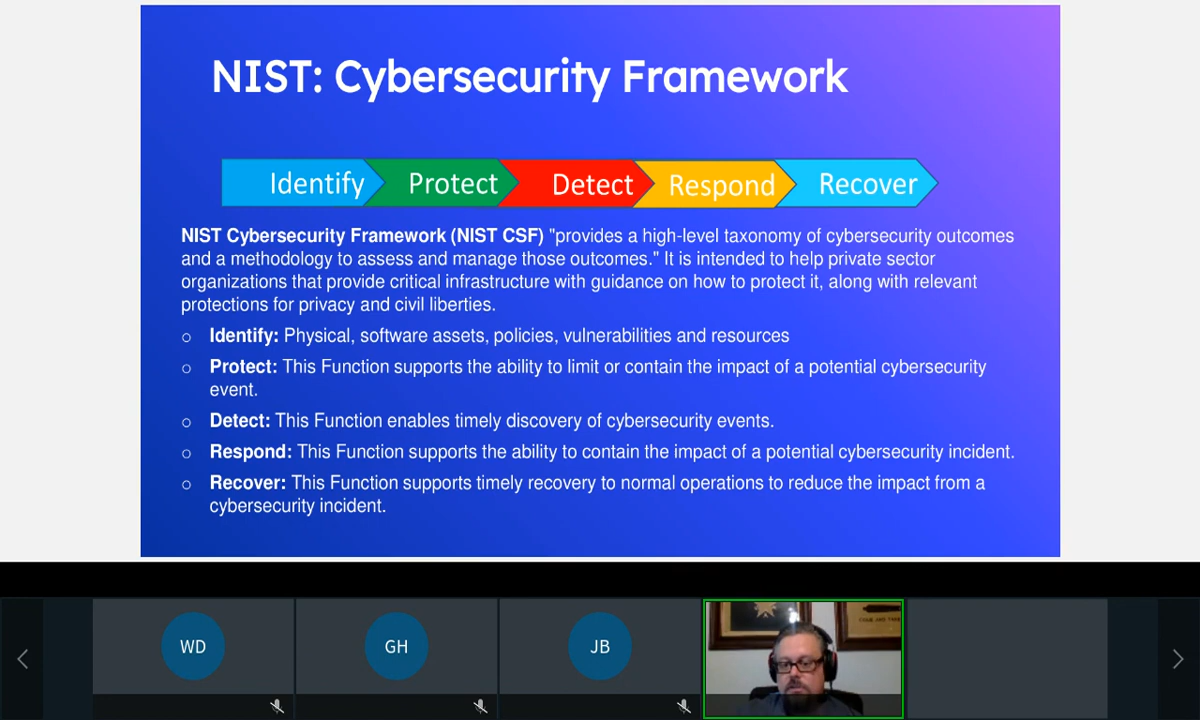 NIST: Cybersecurity Framework
Identify Protect Detect Respond Recover
NIST Cybersecurity Framework (NIST CSF) "provides a high-level taxonomy of cybersecurity outcomes
and a methodology to assess and manage those outcomes." It is intended to help private sector
organizations that provide critical infrastructure with guidance on how to protect it, along with relevant
protections for privacy and civil liberties.
o Identify: Physical, software assets, policies, vulnerabilities and resources
o Protect: This Function supports the ability to limit or contain the impact of a potential cybersecurity
event.
o Detect: This Function enables timely discovery of cybersecurity events.
o Respond: This Function supports the ability to contain the impact of a potential cybersecurity incident.
o Recover: This Function supports timely recovery to normal operations to reduce the impact from a
cybersecurity incident.
WD GH JB